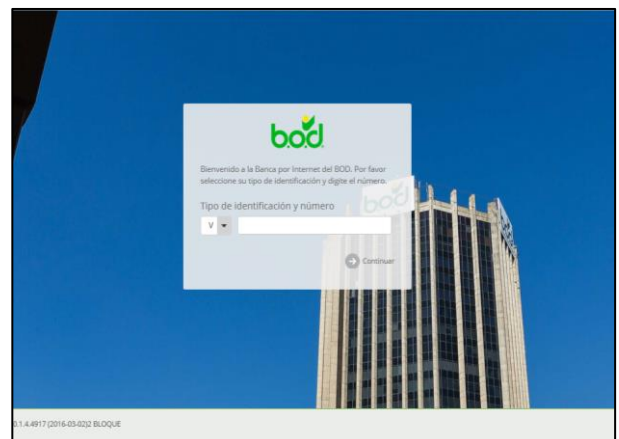 b.o.d.
Bienvenido a la Banca por Internet del BOD. Por favor
seleccione su tipo de identificación y digite el número.
Tipo de identificación y número
bod
V
Continuar
0.1.4.4917 (2016-03-02)2 BLOQUE